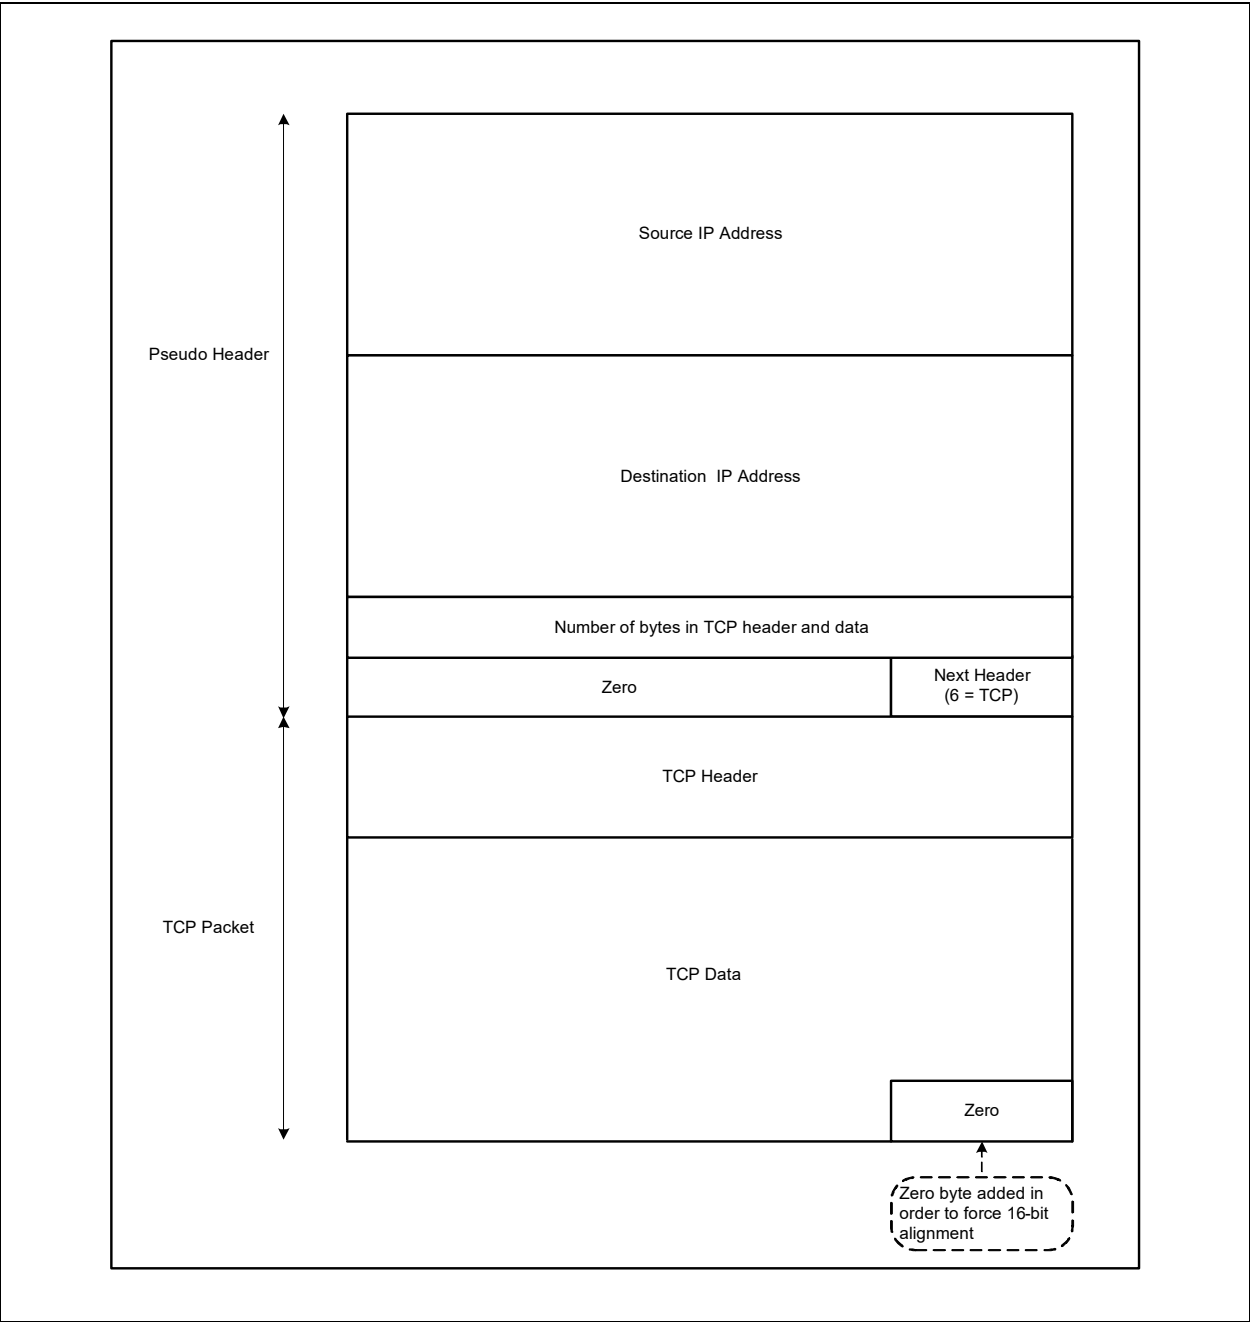 Source IP Address
Pseudo Header
Destination  IP Address
Number of bytes in TCP header and data
Zero
Next Header
(6 = TCP)
TCP Header
TCP Packet
TCP Data
Zero
Zero byte added in
order to force 16-bit
alignment